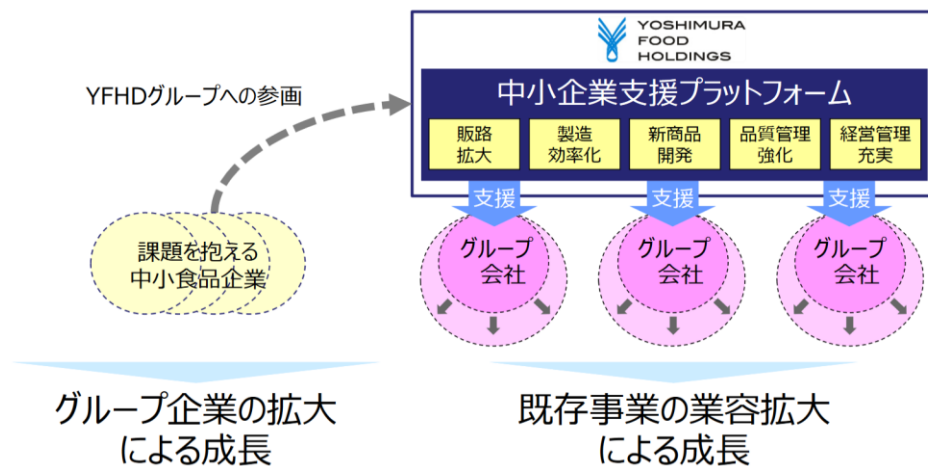 YOSHIMURA
FOOD
HOLDINGS
中小企業支援プラットフォーム
YFHDグループへの参画
販路
拡大
製造
効率化
新商品
開発
品質管理
強化
経営管理
充実
支援
支援
支援
課題を抱える
中小食品企業
グループ
会社
グループ
会社
グループ
会社
グループ企業の拡大
による成長
既存事業の業容拡大
による成長